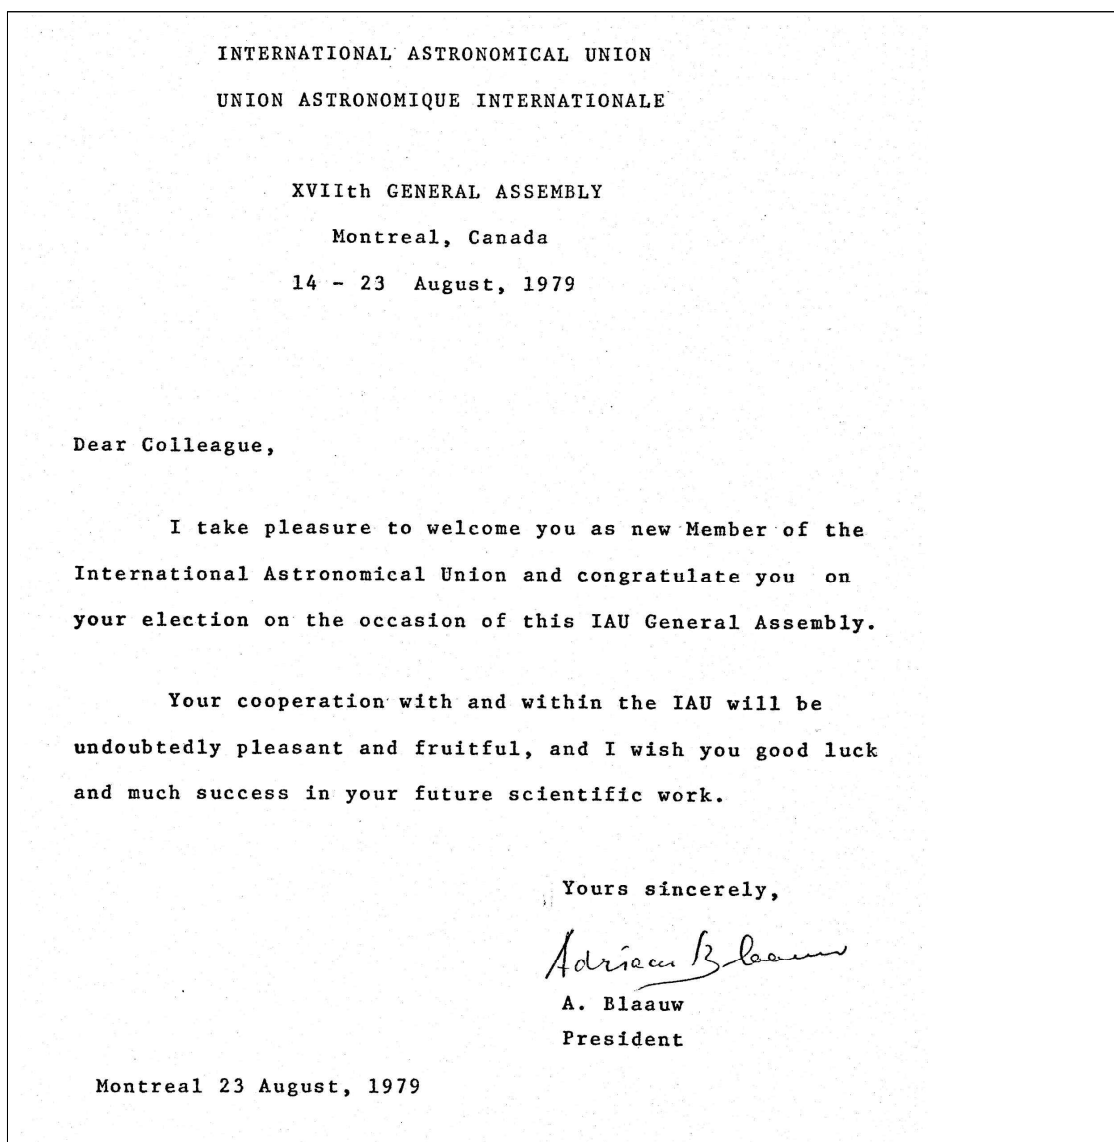 INTERNATIONAL ASTRONOMICAL UNION
UNION ASTRONOMIQUE INTERNATIONALE
XVIIth GENERAL ASSEMBLY
Montreal, Canada
14 - 23 August, 1979
Dear Colleague,
I take pleasure to welcome you as new Member of the
International Astronomical Union and congratulate you on
your election on the occasion of this IAU General Assembly.
Your cooperation with and within the IAU will be
undoubtedly pleasant and fruitful, and I wish you good luck
and much success in your future scientific work.
Yours sincerely,
Adriaan Blaauw
A. Blaauw
President
Montreal 23 August, 1979